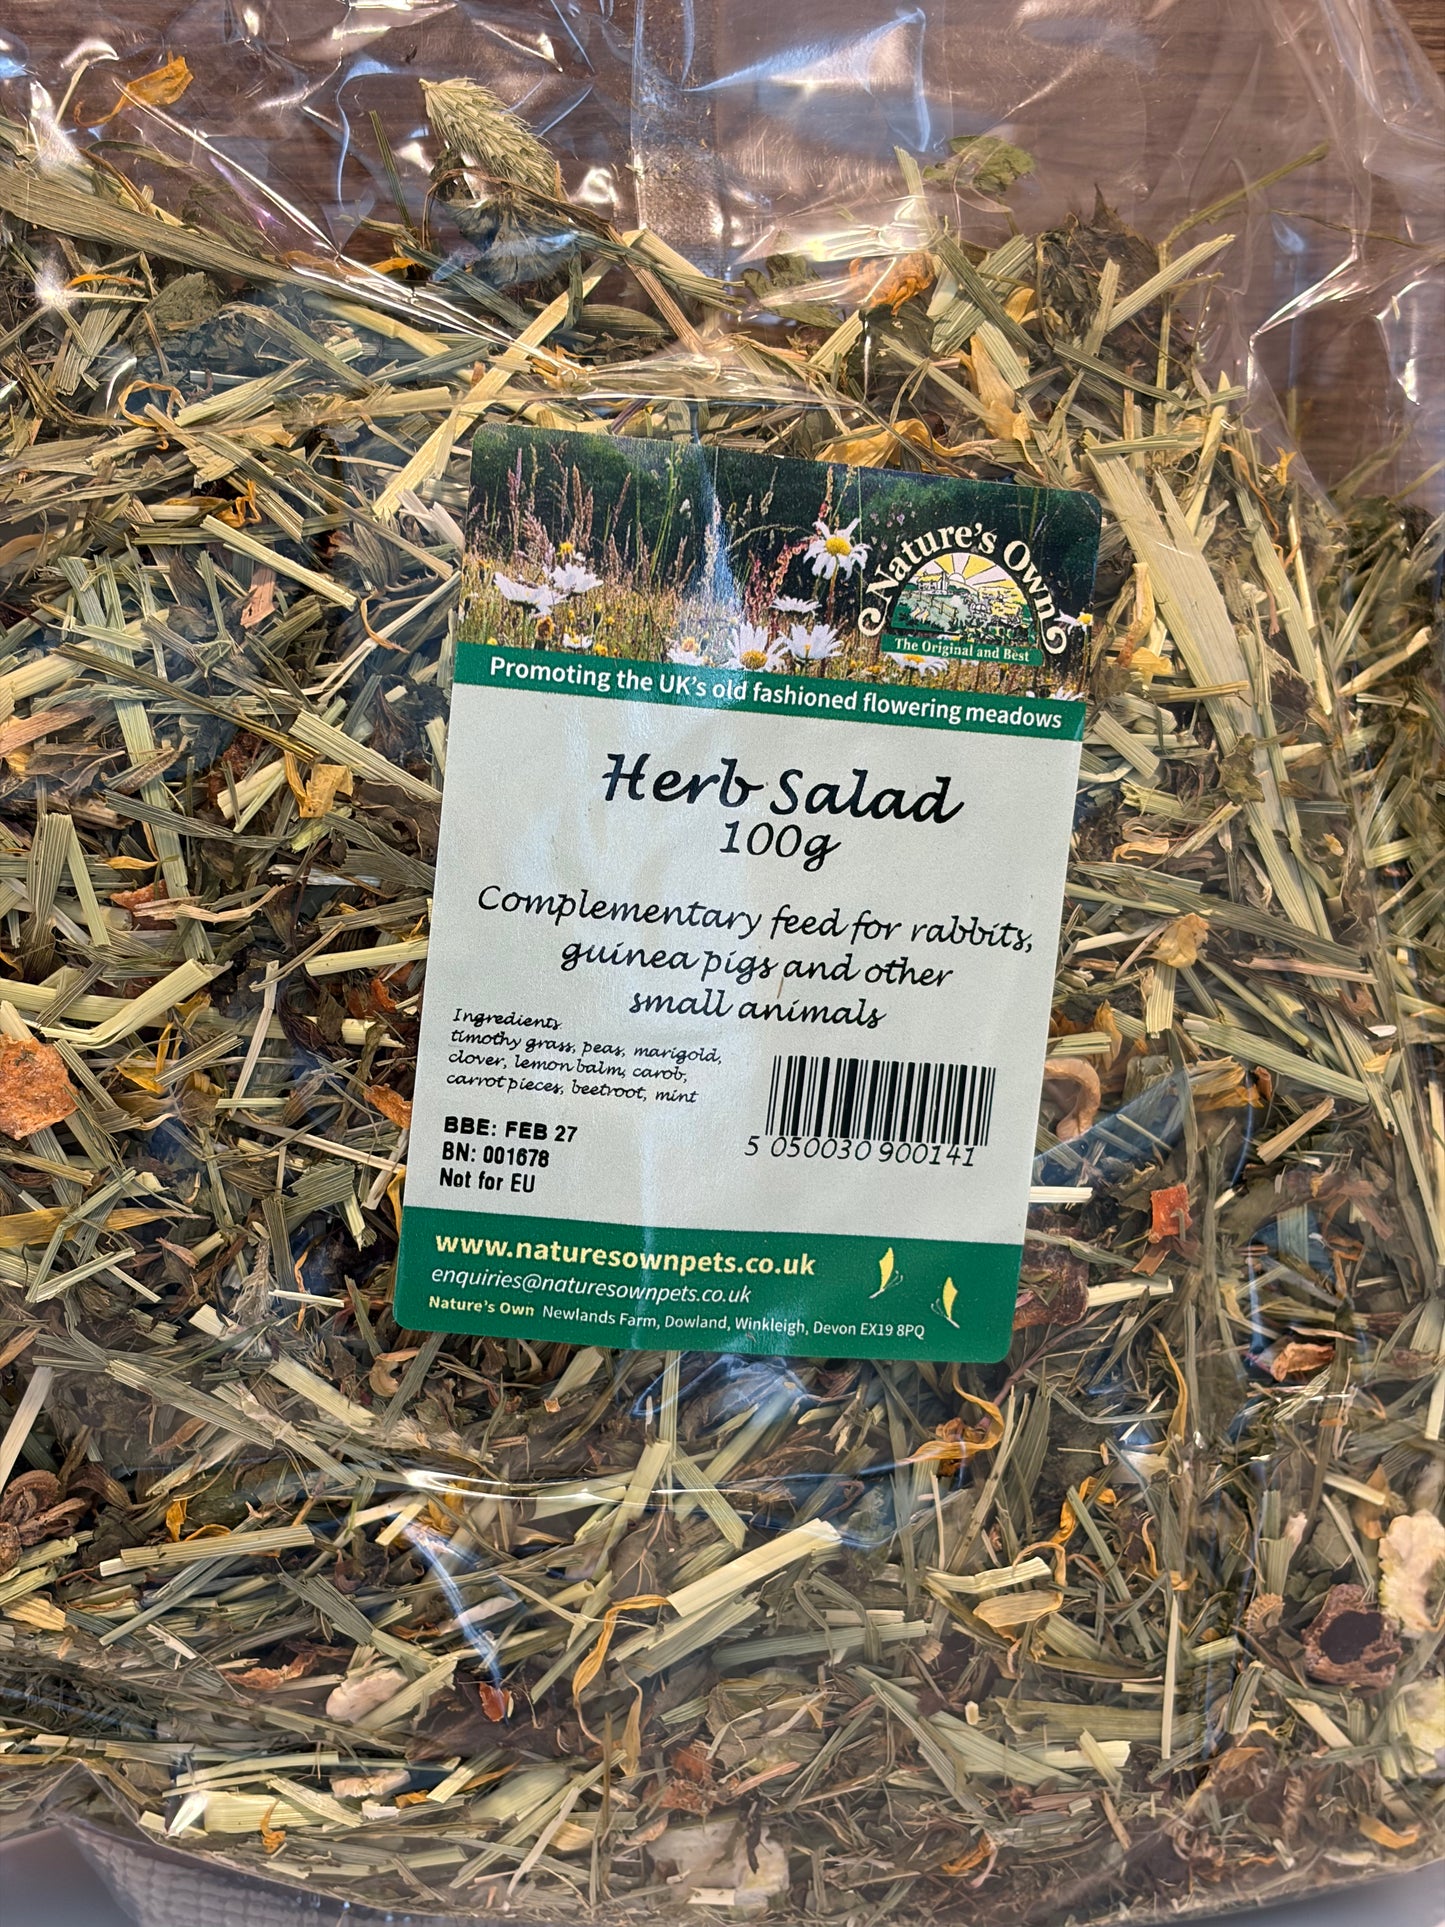 Nature's Own
The Original and Best
Promoting the UK's old fashioned flowering meadows
Herb Salad
100g
Complementary feed for rabbits,
guinea pigs and other
small animals
Ingredients
timothy grass, peas, marigold,
clover, lemon balm, carob,
carrot pieces, beetroot, mint
BBE: FEB 27
BN: 001678
Not for EU
5 050030 900141
www.naturesownpets.co.uk
enquiries@naturesownpets.co.uk
Nature's Own Newlands Farm, Dowland, Winkleigh, Devon EX19 8PQ